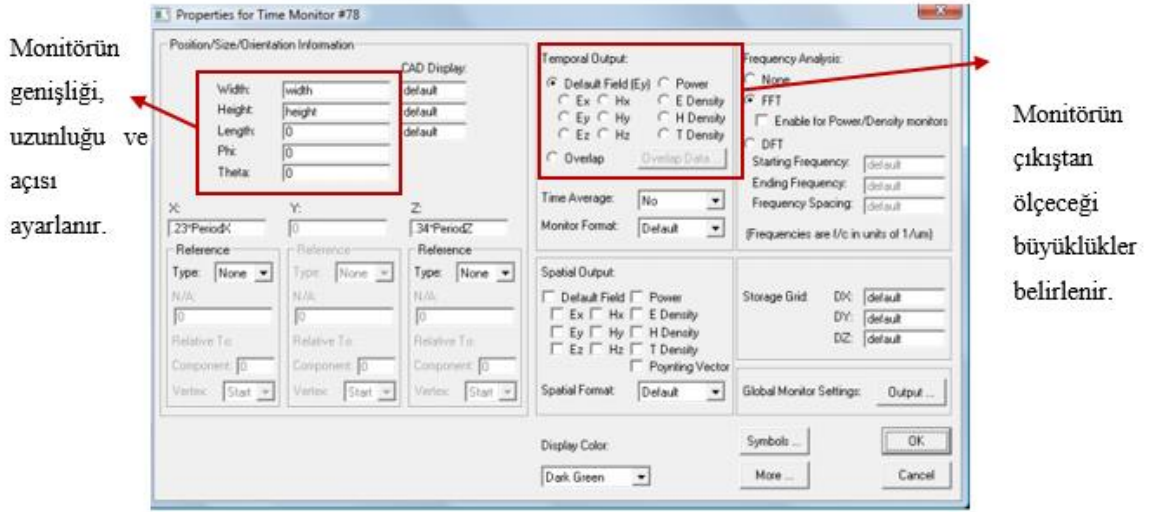 Properties for Time Monitor #78
Monitörün
genişliği,
uzunluğu ve
açısı
ayarlanır.
Position/Size/Orientation Information
CAD Display:
Width: width default
Height: height default
Length: 0 default
Phi: 0
Theta: 0
X: Y: Z:
.23*PeriodX 0 .34*PeriodZ
Reference Reference Reference
Type: None Type: None Type: None
N/A: N/A: N/A:
0 0 0
Relative To: Relative To: Relative To:
Component: 0 Component: 0 Component: 0
Vertex: Start Vertex: Start Vertex: Start
Temporal Output:
Default Field (Ey) Power
Ex Hx E Density
Ey Hy H Density
Ez Hz T Density
Overlap Overlap Data ...
Time Average: No
Monitor Format: Default
Spatial Output:
Default Field Power
Ex Hx E Density
Ey Hy H Density
Ez Hz T Density
Poynting Vector
Spatial Format: Default
Display Color:
Dark Green
Frequency Analysis:
None
FFT
Enable for Power/Density monitors
DFT
Starting Frequency: default
Ending Frequency: default
Frequency Spacing: default
(Frequencies are f/c in units of 1/um)
Storage Grid: DX: default
DY: default
DZ: default
Global Monitor Settings: Output ...
Symbols ... OK
More ... Cancel
Monitörün
çıkıştan
ölçeceği
büyüklükler
belirlenir.